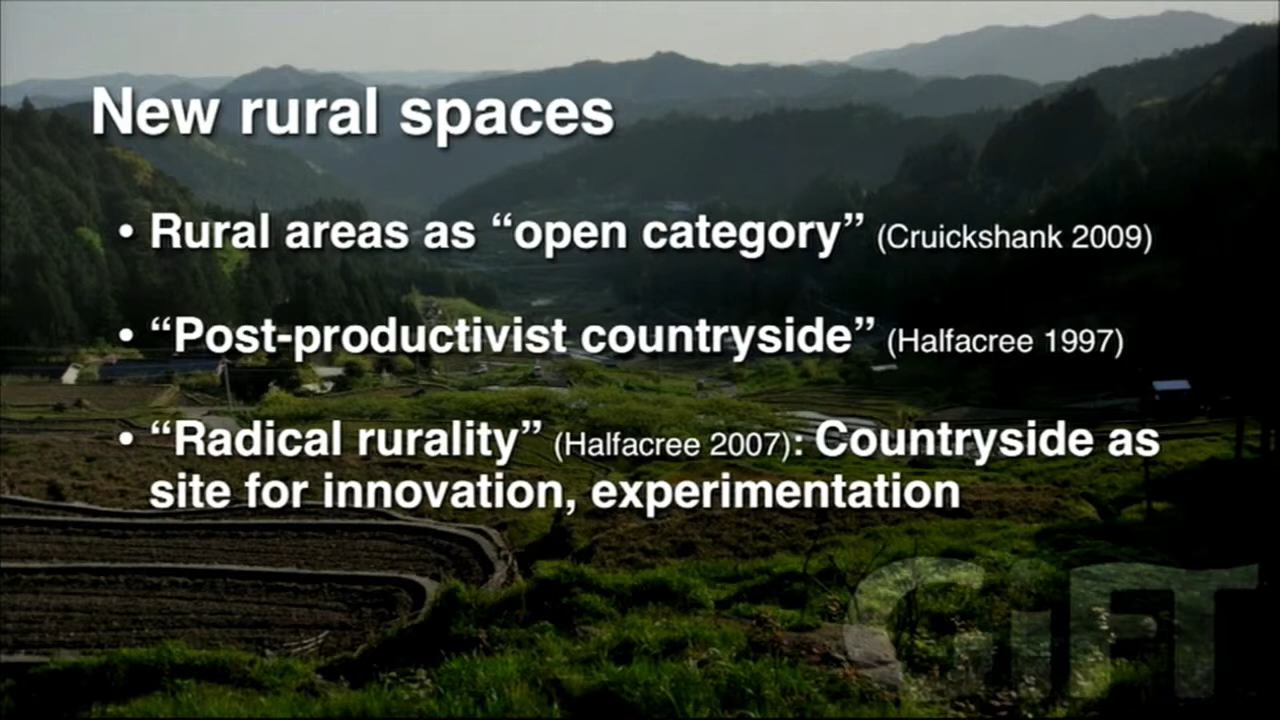 New rural spaces
• Rural areas as “open category” (Cruickshank 2009)
• “Post-productivist countryside” (Halfacree 1997)
• “Radical rurality” (Halfacree 2007): Countryside as
site for innovation, experimentation
GiFT